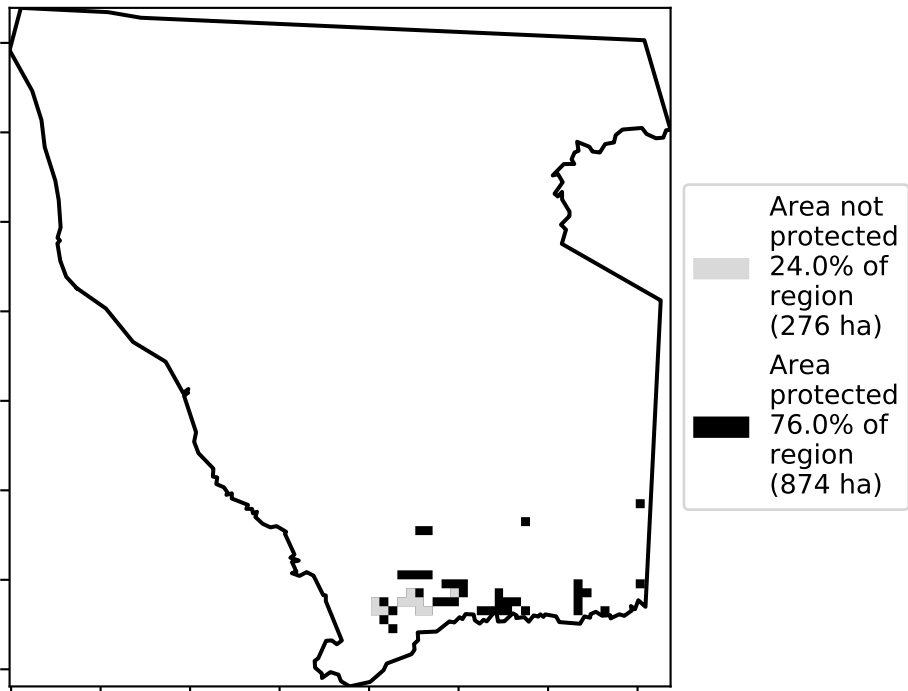 Area not
protected
24.0% of
region
(276 ha)
Area
protected
76.0% of
region
(874 ha)